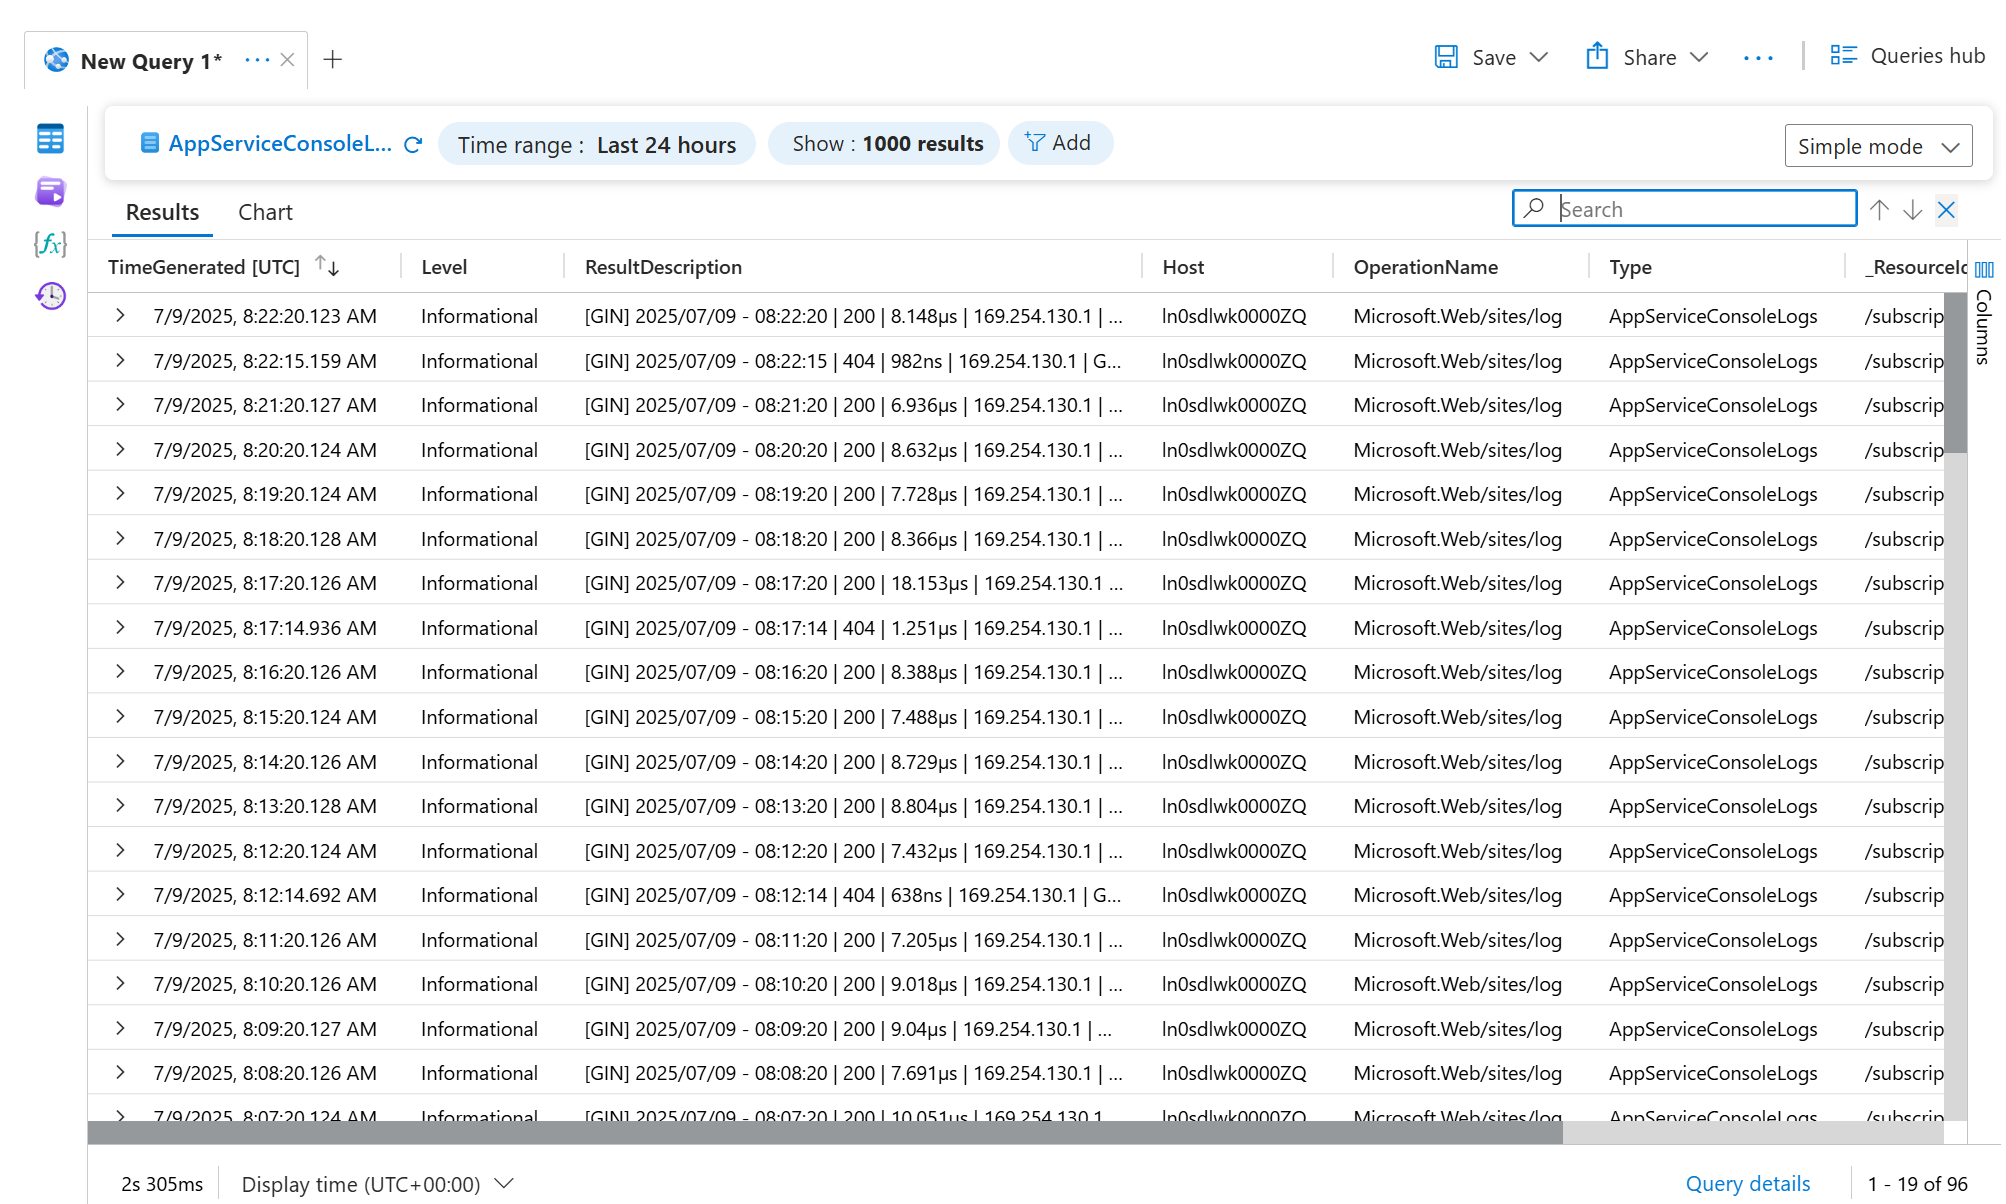 New Query 1* ··· × +
Save Share ··· Queries hub
AppServiceConsoleL... Time range : Last 24 hours Show : 1000 results Add Simple mode
Results Chart Search
TimeGenerated [UTC] Level ResultDescription Host OperationName Type _ResourceId
Columns
7/9/2025, 8:22:20.123 AM Informational [GIN] 2025/07/09 - 08:22:20 | 200 | 8.148µs | 169.254.130.1 | ... ln0sdlwk0000ZQ Microsoft.Web/sites/log AppServiceConsoleLogs /subscrip
7/9/2025, 8:22:15.159 AM Informational [GIN] 2025/07/09 - 08:22:15 | 404 | 982ns | 169.254.130.1 | G... ln0sdlwk0000ZQ Microsoft.Web/sites/log AppServiceConsoleLogs /subscrip
7/9/2025, 8:21:20.127 AM Informational [GIN] 2025/07/09 - 08:21:20 | 200 | 6.936µs | 169.254.130.1 | ... ln0sdlwk0000ZQ Microsoft.Web/sites/log AppServiceConsoleLogs /subscrip
7/9/2025, 8:20:20.124 AM Informational [GIN] 2025/07/09 - 08:20:20 | 200 | 8.632µs | 169.254.130.1 | ... ln0sdlwk0000ZQ Microsoft.Web/sites/log AppServiceConsoleLogs /subscrip
7/9/2025, 8:19:20.124 AM Informational [GIN] 2025/07/09 - 08:19:20 | 200 | 7.728µs | 169.254.130.1 | ... ln0sdlwk0000ZQ Microsoft.Web/sites/log AppServiceConsoleLogs /subscrip
7/9/2025, 8:18:20.128 AM Informational [GIN] 2025/07/09 - 08:18:20 | 200 | 8.366µs | 169.254.130.1 | ... ln0sdlwk0000ZQ Microsoft.Web/sites/log AppServiceConsoleLogs /subscrip
7/9/2025, 8:17:20.126 AM Informational [GIN] 2025/07/09 - 08:17:20 | 200 | 18.153µs | 169.254.130.1 ... ln0sdlwk0000ZQ Microsoft.Web/sites/log AppServiceConsoleLogs /subscrip
7/9/2025, 8:17:14.936 AM Informational [GIN] 2025/07/09 - 08:17:14 | 404 | 1.251µs | 169.254.130.1 | ... ln0sdlwk0000ZQ Microsoft.Web/sites/log AppServiceConsoleLogs /subscrip
7/9/2025, 8:16:20.126 AM Informational [GIN] 2025/07/09 - 08:16:20 | 200 | 8.388µs | 169.254.130.1 | ... ln0sdlwk0000ZQ Microsoft.Web/sites/log AppServiceConsoleLogs /subscrip
7/9/2025, 8:15:20.124 AM Informational [GIN] 2025/07/09 - 08:15:20 | 200 | 7.488µs | 169.254.130.1 | ... ln0sdlwk0000ZQ Microsoft.Web/sites/log AppServiceConsoleLogs /subscrip
7/9/2025, 8:14:20.126 AM Informational [GIN] 2025/07/09 - 08:14:20 | 200 | 8.729µs | 169.254.130.1 | ... ln0sdlwk0000ZQ Microsoft.Web/sites/log AppServiceConsoleLogs /subscrip
7/9/2025, 8:13:20.128 AM Informational [GIN] 2025/07/09 - 08:13:20 | 200 | 8.804µs | 169.254.130.1 | ... ln0sdlwk0000ZQ Microsoft.Web/sites/log AppServiceConsoleLogs /subscrip
7/9/2025, 8:12:20.124 AM Informational [GIN] 2025/07/09 - 08:12:20 | 200 | 7.432µs | 169.254.130.1 | ... ln0sdlwk0000ZQ Microsoft.Web/sites/log AppServiceConsoleLogs /subscrip
7/9/2025, 8:12:14.692 AM Informational [GIN] 2025/07/09 - 08:12:14 | 404 | 638ns | 169.254.130.1 | G... ln0sdlwk0000ZQ Microsoft.Web/sites/log AppServiceConsoleLogs /subscrip
7/9/2025, 8:11:20.126 AM Informational [GIN] 2025/07/09 - 08:11:20 | 200 | 7.205µs | 169.254.130.1 | ... ln0sdlwk0000ZQ Microsoft.Web/sites/log AppServiceConsoleLogs /subscrip
7/9/2025, 8:10:20.126 AM Informational [GIN] 2025/07/09 - 08:10:20 | 200 | 9.018µs | 169.254.130.1 | ... ln0sdlwk0000ZQ Microsoft.Web/sites/log AppServiceConsoleLogs /subscrip
7/9/2025, 8:09:20.127 AM Informational [GIN] 2025/07/09 - 08:09:20 | 200 | 9.04µs | 169.254.130.1 | ... ln0sdlwk0000ZQ Microsoft.Web/sites/log AppServiceConsoleLogs /subscrip
7/9/2025, 8:08:20.126 AM Informational [GIN] 2025/07/09 - 08:08:20 | 200 | 7.691µs | 169.254.130.1 | ... ln0sdlwk0000ZQ Microsoft.Web/sites/log AppServiceConsoleLogs /subscrip
7/9/2025, 8:07:20.124 AM Informational [GIN] 2025/07/09 - 08:07:20 | 200 | 10.051µs | 169.254.130.1 ln0sdlwk0000ZQ Microsoft.Web/sites/log AppServiceConsoleLogs /subscrip
2s 305ms Display time (UTC+00:00) Query details 1 - 19 of 96